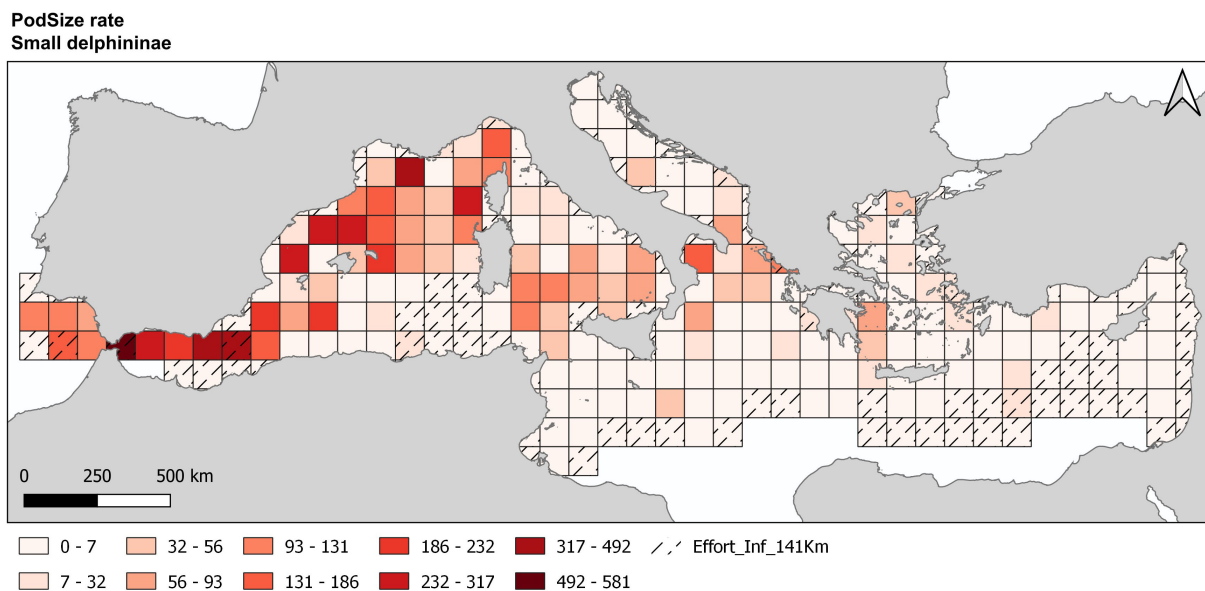 PodSize rate
Small delphininae
0 250 500 km
0 - 7 32 - 56 93 - 131 186 - 232 317 - 492 Effort_Inf_141Km
7 - 32 56 - 93 131 - 186 232 - 317 492 - 581